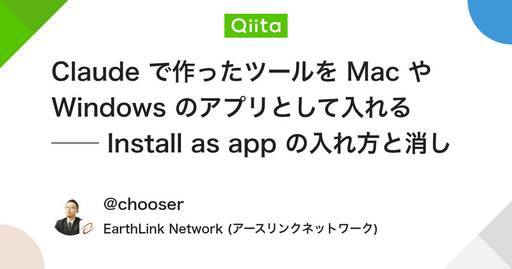 Qiita
Claude で作ったツールを Mac や
Windows のアプリとして入れる
── Install as app の入れ方と消し
@chooser
EarthLink Network (アースリンクネットワーク)